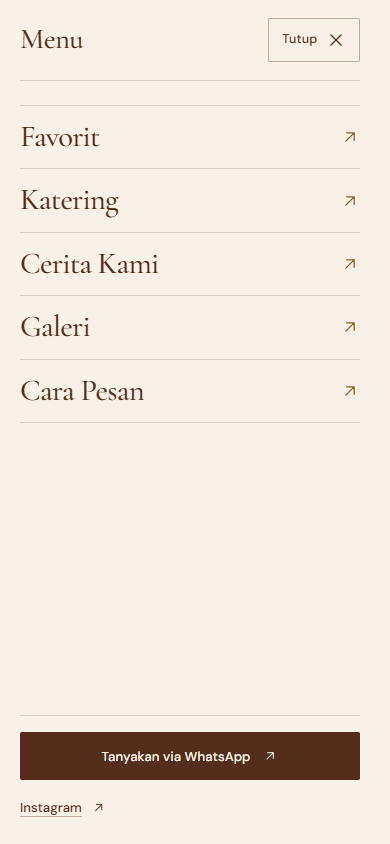 Menu
Tutup
Favorit
Katering
Cerita Kami
Galeri
Cara Pesan
Tanyakan via WhatsApp
Instagram